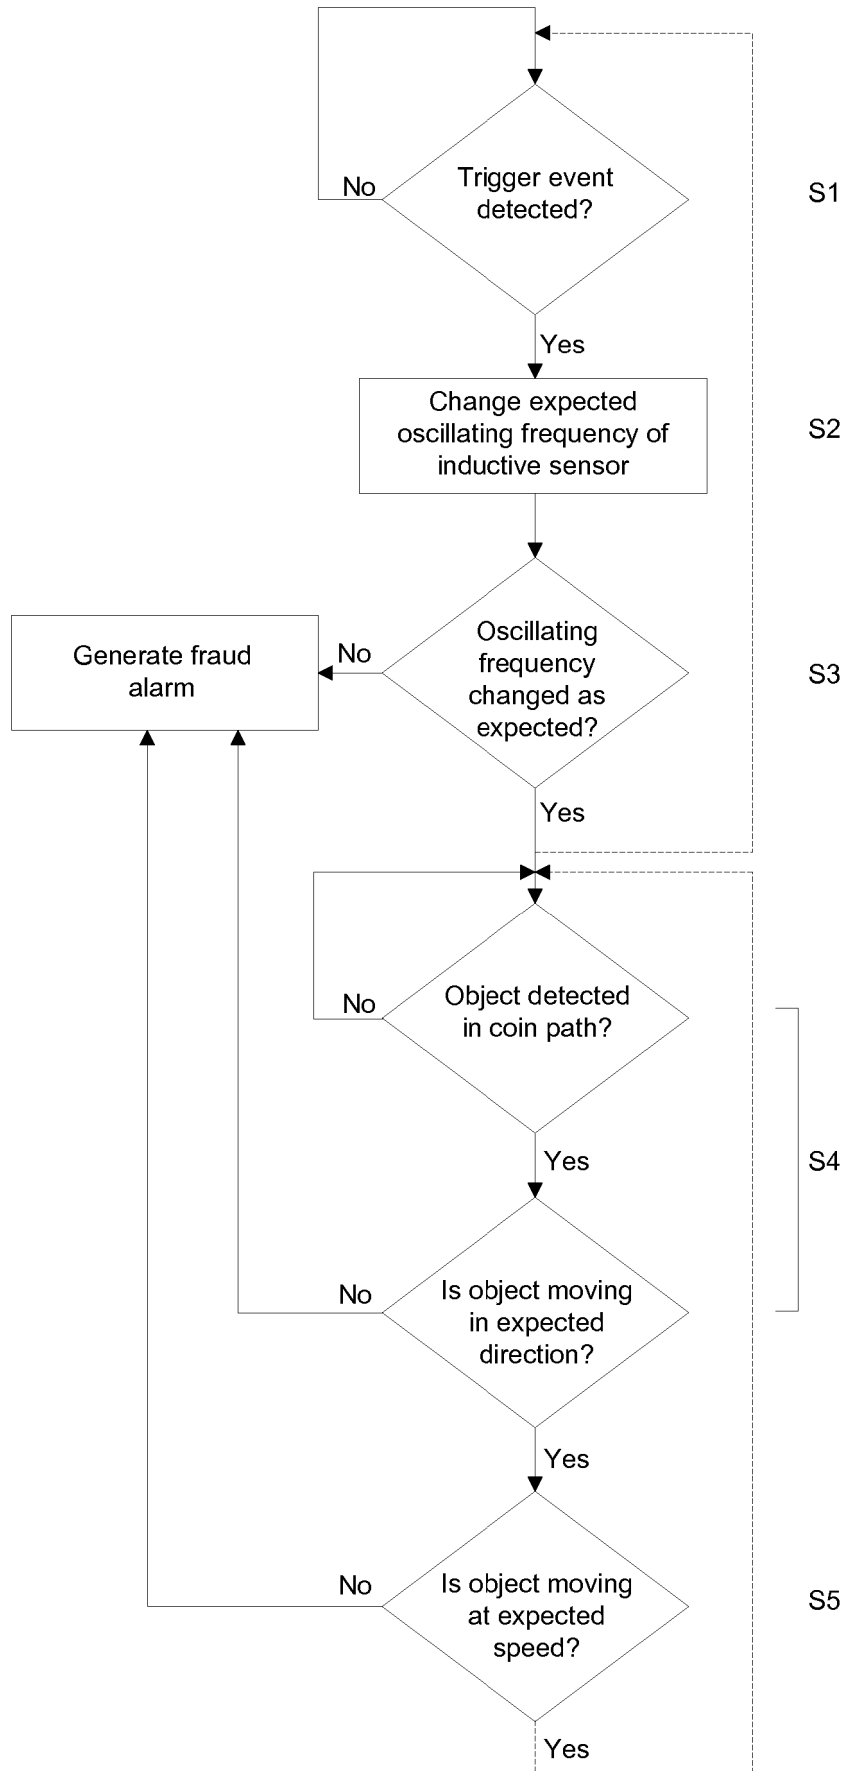 Trigger event
detected?
No
S1
Yes
Change expected
oscillating frequency of
inductive sensor
S2
Generate fraud
alarm
No
Oscillating
frequency
changed as
expected?
S3
Yes
Object detected
in coin path?
No
Yes
S4
Is object moving
in expected
direction?
No
Yes
Is object moving
at expected
speed?
No
S5
Yes